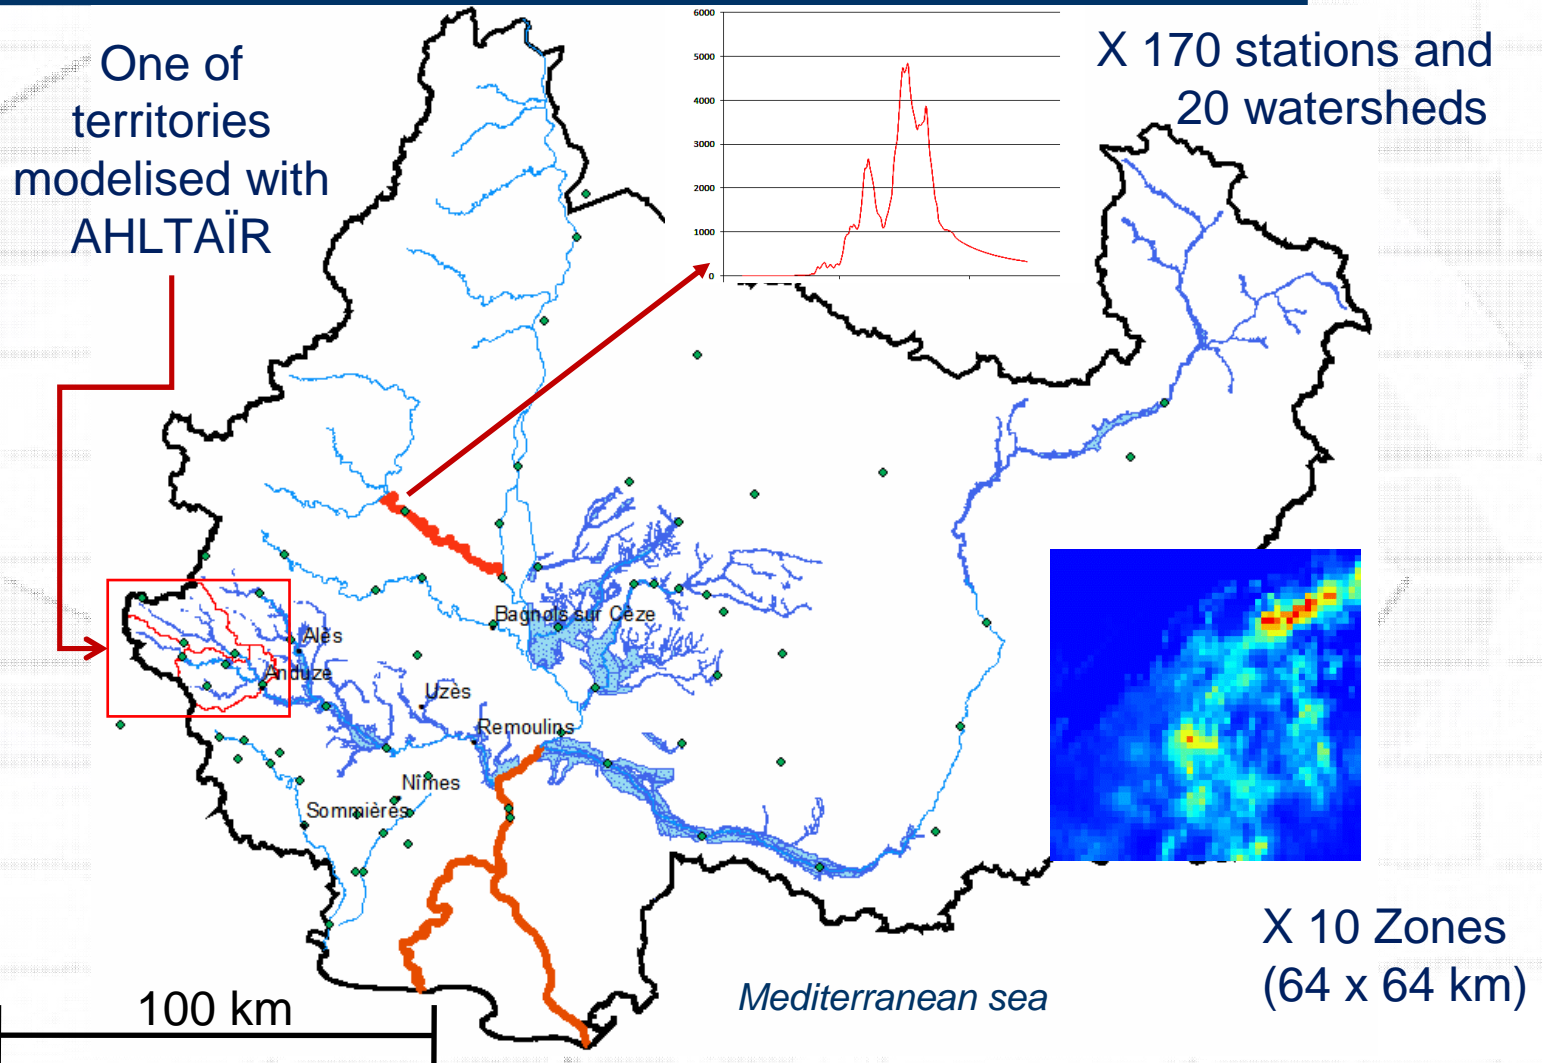 One of
territories
modelised with
AHLTAÏR
6000
5000
4000
3000
2000
1000
0
X 170 stations and
20 watersheds
Bagnols sur Cèze
Alès
Anduze
Uzès
Remoulins
Nîmes
Sommières
X 10 Zones
(64 x 64 km)
Mediterranean sea
100 km